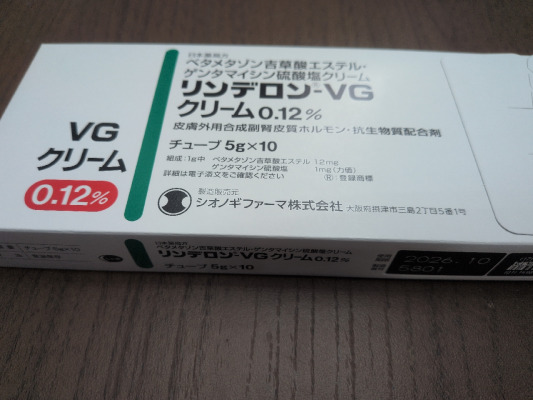 日本薬局方
ベタメタゾン吉草酸エステル・
ゲンタマイシン硫酸塩クリーム
リンデロン-VG
クリーム0.12%
皮膚外用合成副腎皮質ホルモン・抗生物質配合剤
チューブ 5g×10
組成:1g中 ベタメタゾン吉草酸エステル 1.2mg
ゲンタマイシン硫酸塩 1mg(力価)
詳細は電子添文をご確認ください Ⓡ登録商標
製造販売元
シオノギファーマ株式会社 大阪府摂津市三島2丁目5番1号
VG
クリーム
0.12%
チューブ5g×10
日本薬局方
ベタメタゾン吉草酸エステル・ゲンタマイシン硫酸塩クリーム
リンデロン-VGクリーム0.12%
チューブ 5g×10
2026.10
5801